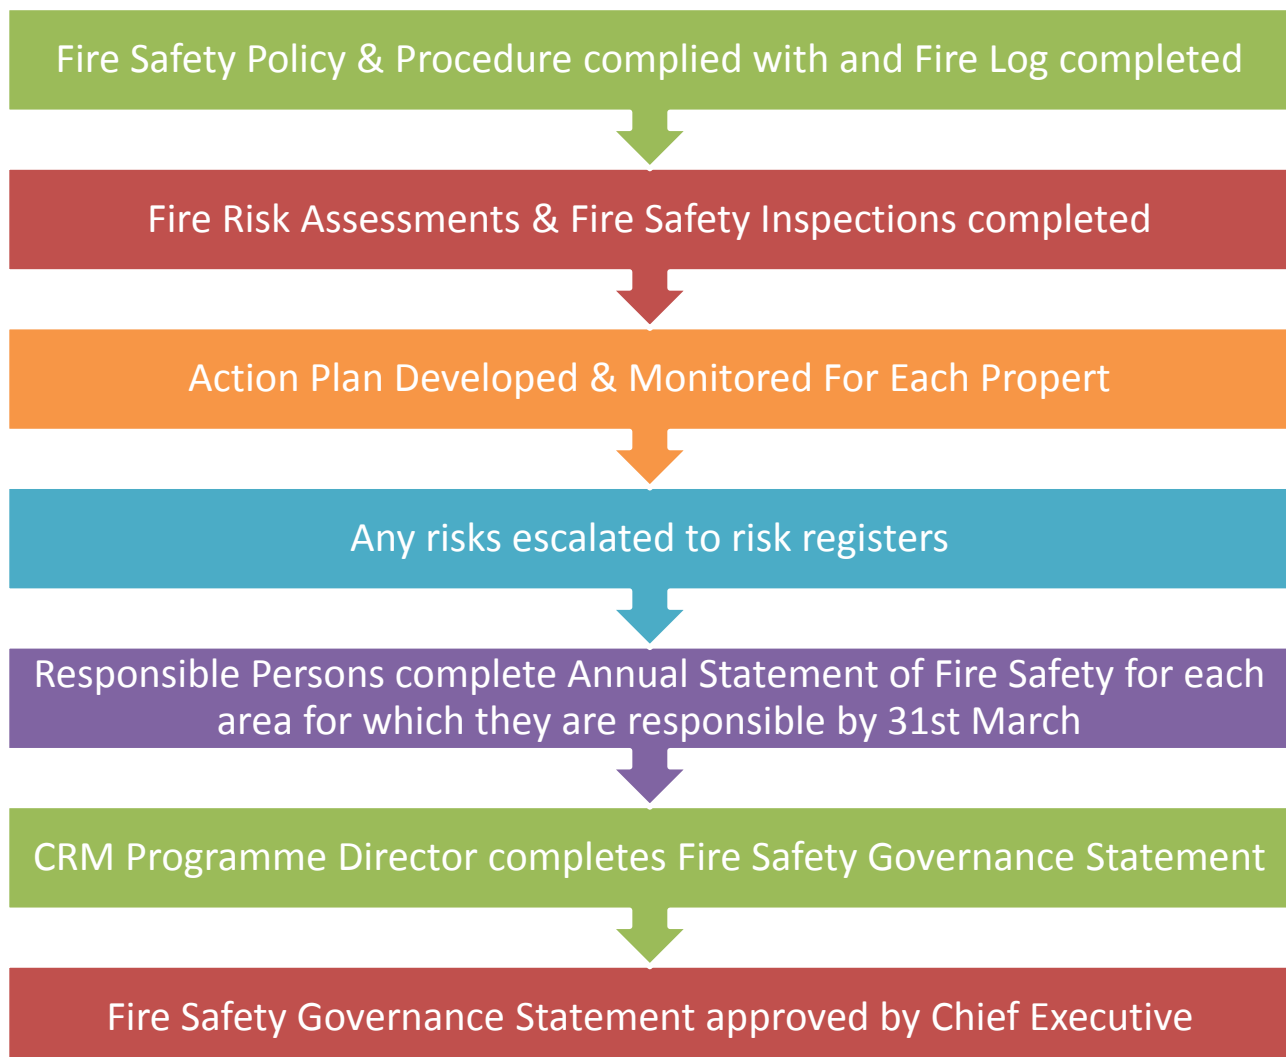 Fire Safety Policy & Procedure complied with and Fire Log completed
Fire Risk Assessments & Fire Safety Inspections completed
Action Plan Developed & Monitored For Each Propert
Any risks escalated to risk registers
Responsible Persons complete Annual Statement of Fire Safety for each
area for which they are responsible by 31st March
CRM Programme Director completes Fire Safety Governance Statement
Fire Safety Governance Statement approved by Chief Executive